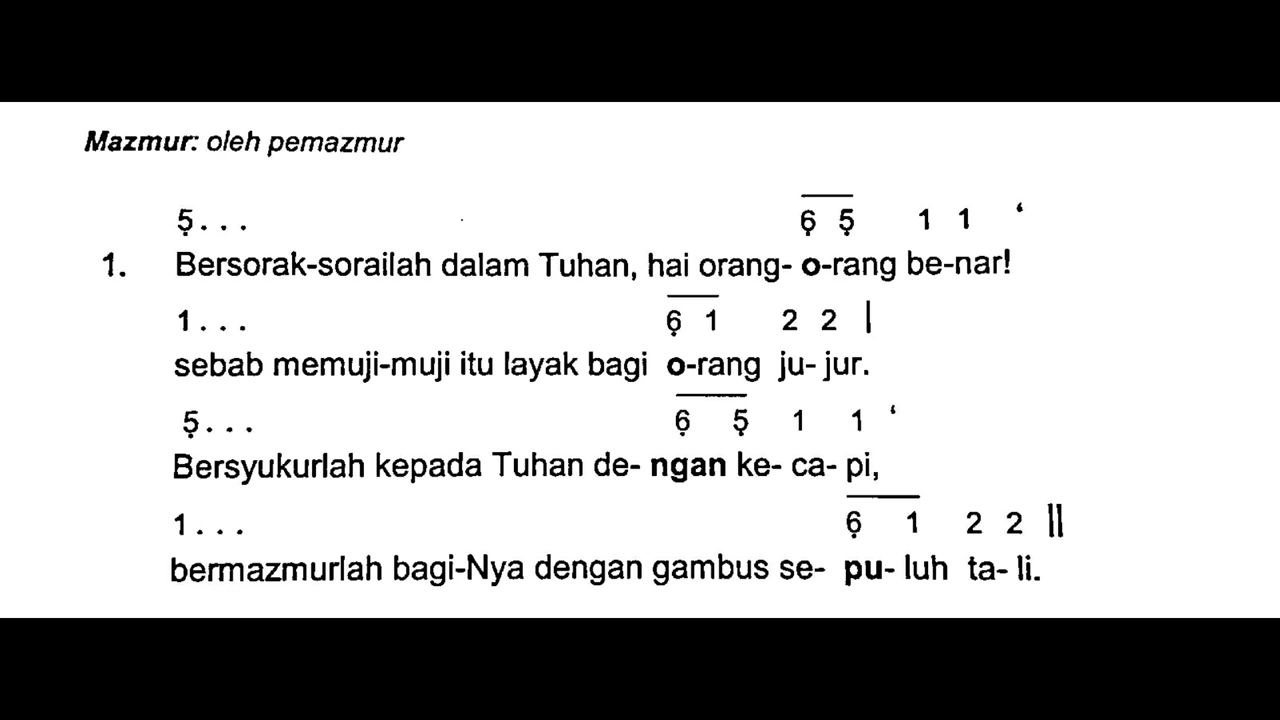 Mazmur: oleh pemazmur
5̣ . . . 6̣ 5̣ 1 1 ‘
1. Bersorak-sorailah dalam Tuhan, hai orang- o-rang be-nar!
1 . . . 6̣ 1 2 2 |
sebab memuji-muji itu layak bagi o-rang ju- jur.
5̣ . . . 6̣ 5̣ 1 1 ‘
Bersyukurlah kepada Tuhan de- ngan ke- ca- pi,
1 . . . 6̣ 1 2 2 ||
bermazmurlah bagi-Nya dengan gambus se- pu- luh ta- li.